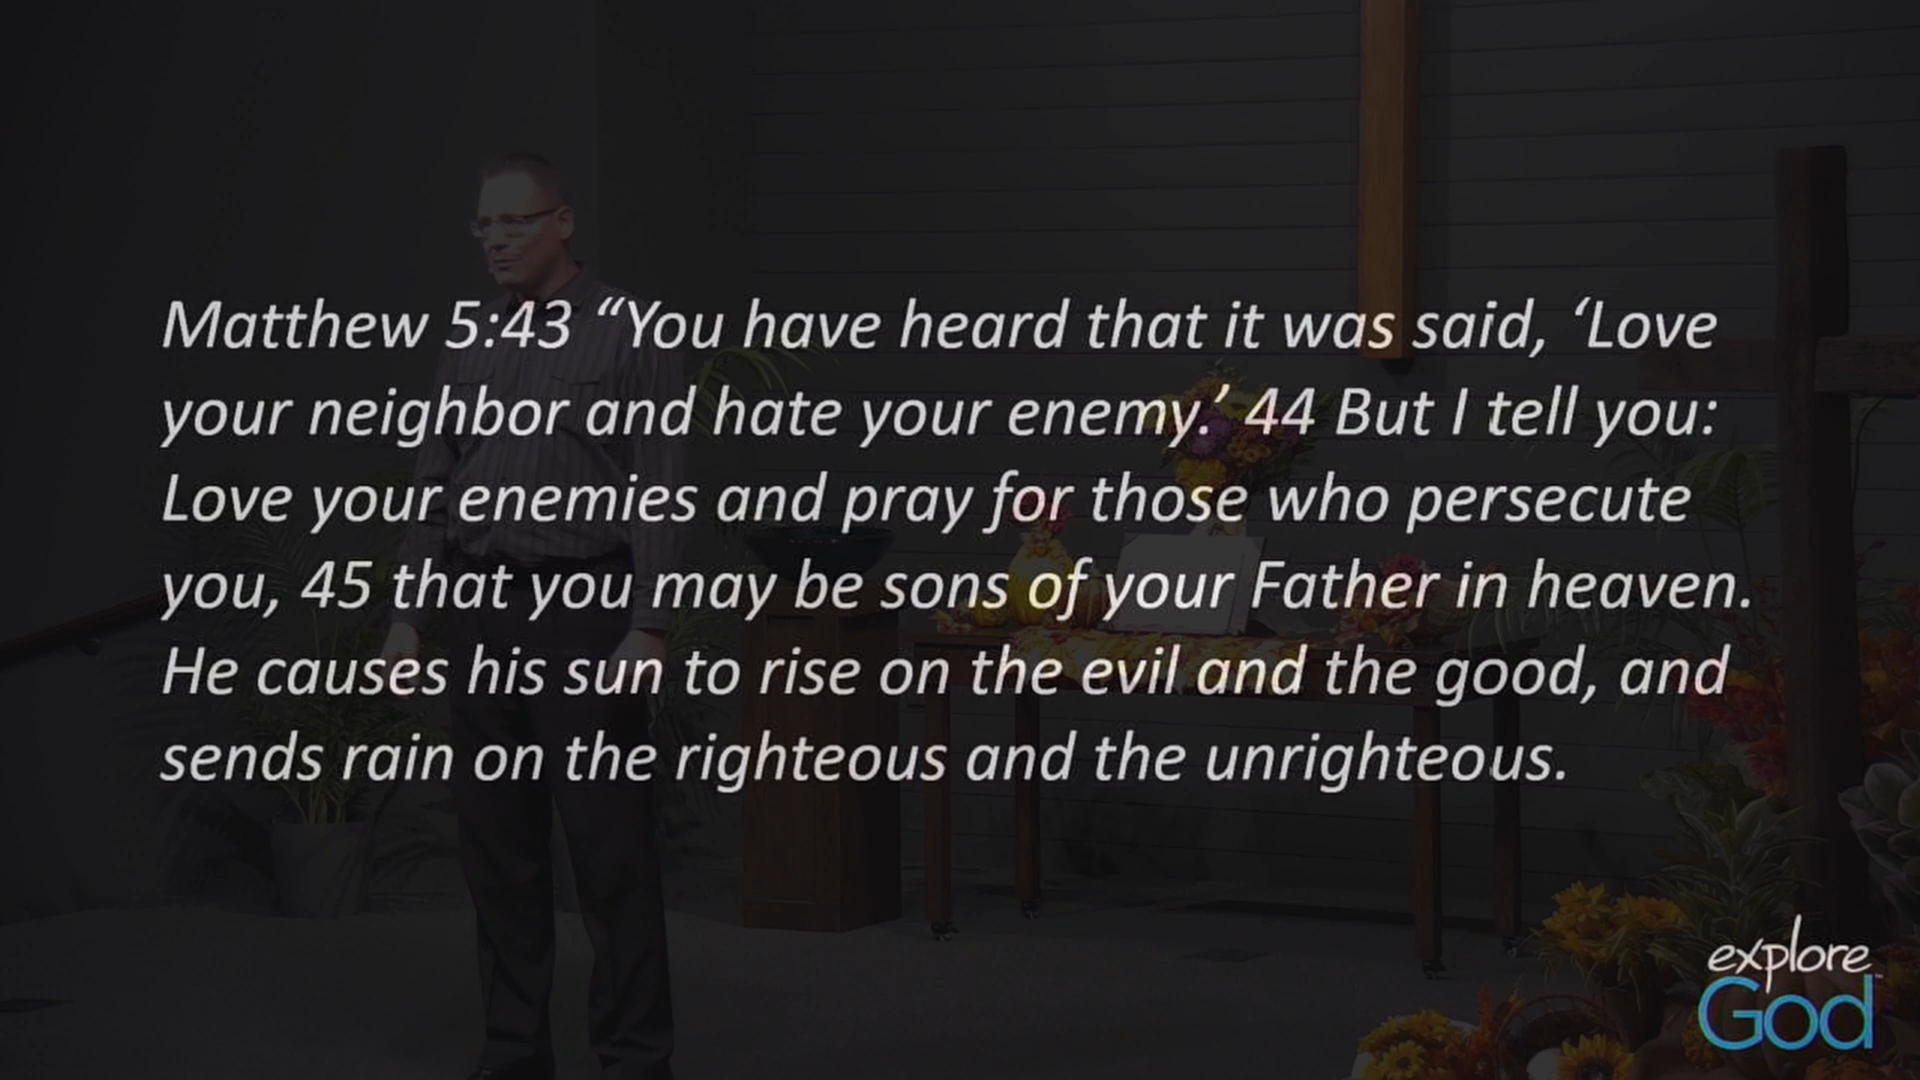 Matthew 5:43 “You have heard that it was said, ‘Love
your neighbor and hate your enemy.’ 44 But I tell you:
Love your enemies and pray for those who persecute
you, 45 that you may be sons of your Father in heaven.
He causes his sun to rise on the evil and the good, and
sends rain on the righteous and the unrighteous.
explore
God